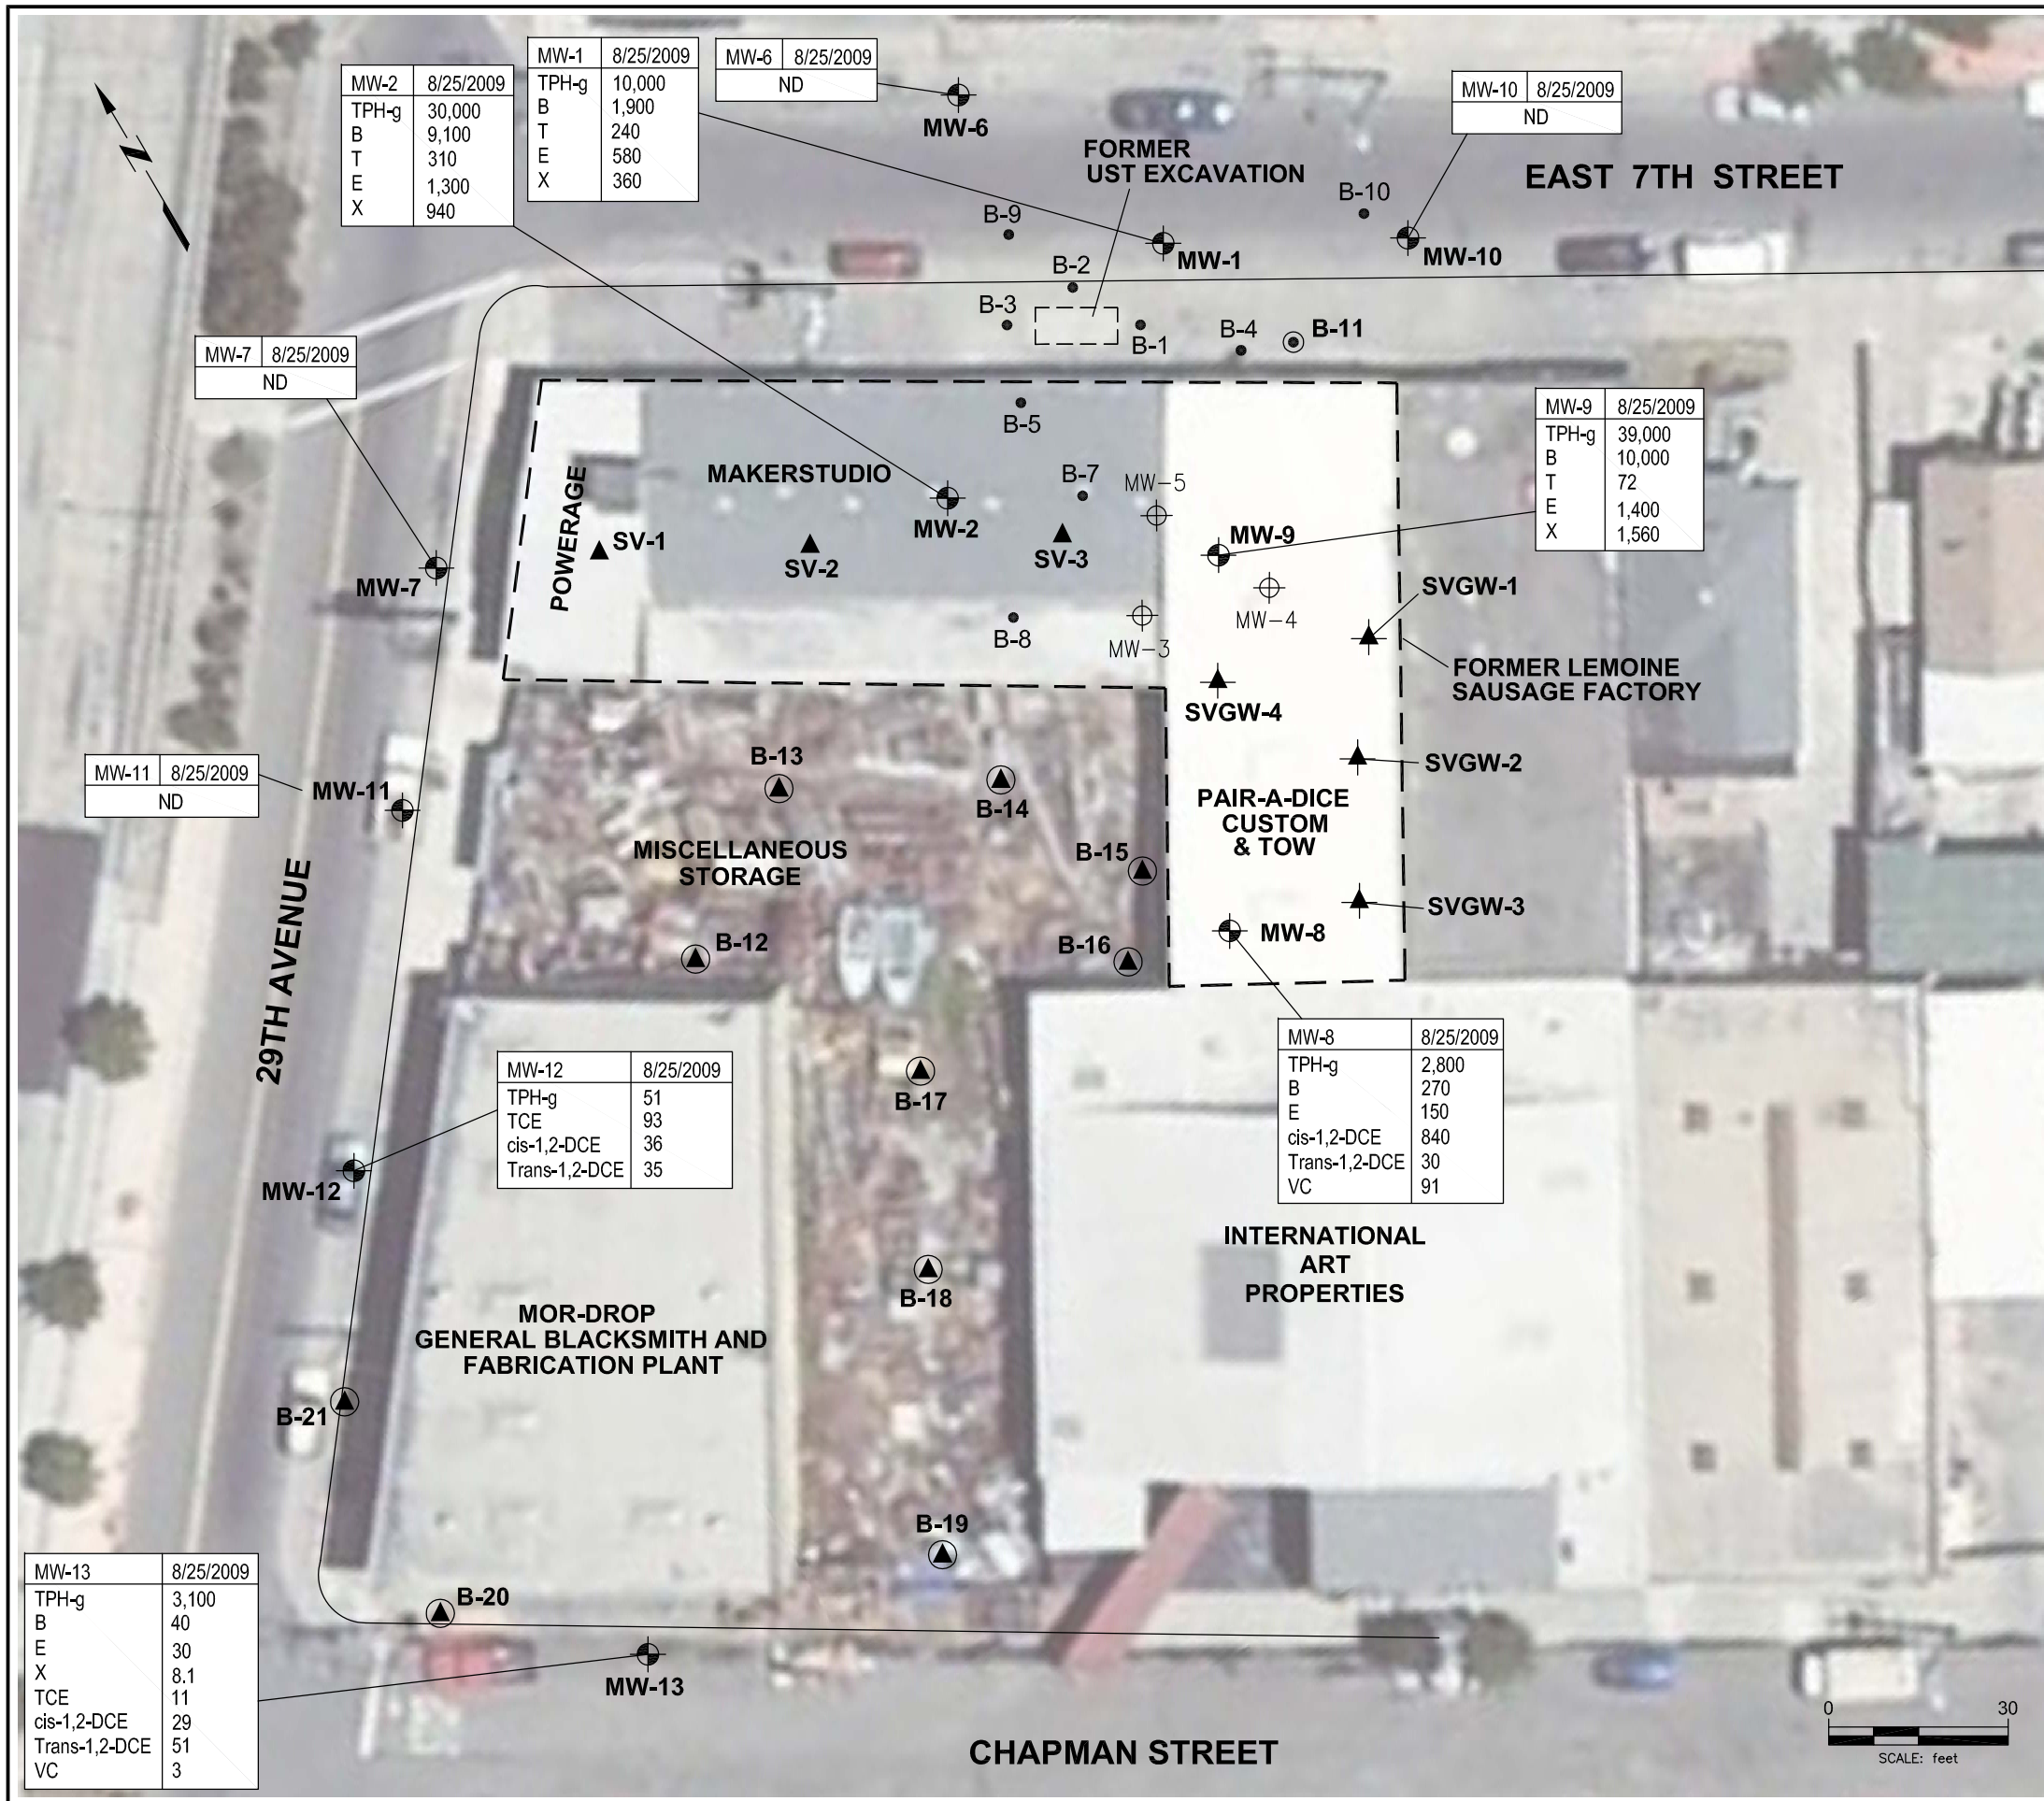 MW-2 8/25/2009
TPH-g 30,000
B 9,100
T 310
E 1,300
X 940
MW-1 8/25/2009
TPH-g 10,000
B 1,900
T 240
E 580
X 360
MW-6 8/25/2009
ND
MW-10 8/25/2009
ND
N
MW-6
FORMER
UST EXCAVATION
EAST 7TH STREET
B-10
B-9
MW-1
MW-10
B-2
B-3
B-1
B-4
B-11
MW-7 8/25/2009
ND
MW-9 8/25/2009
TPH-g 39,000
B 10,000
T 72
E 1,400
X 1,560
B-5
MAKERSTUDIO
POWERAGE
B-7
MW-5
MW-2
MW-9
SV-1
SV-2
SV-3
MW-7
MW-4
SVGW-1
B-8
MW-3
FORMER LEMOINE
SAUSAGE FACTORY
SVGW-4
MW-11 8/25/2009
ND
MW-11
B-13
B-14
SVGW-2
PAIR-A-DICE
CUSTOM
& TOW
MISCELLANEOUS
STORAGE
B-15
SVGW-3
B-12
B-16
MW-8
29TH AVENUE
MW-12 8/25/2009
TPH-g 51
TCE 93
cis-1,2-DCE 36
Trans-1,2-DCE 35
MW-8 8/25/2009
TPH-g 2,800
B 270
E 150
cis-1,2-DCE 840
Trans-1,2-DCE 30
VC 91
B-17
MW-12
INTERNATIONAL
ART
PROPERTIES
B-18
MOR-DROP
GENERAL BLACKSMITH AND
FABRICATION PLANT
B-21
B-19
MW-13 8/25/2009
TPH-g 3,100
B 40
E 30
X 8.1
TCE 11
cis-1,2-DCE 29
Trans-1,2-DCE 51
VC 3
B-20
MW-13
CHAPMAN STREET
0 30
SCALE: feet